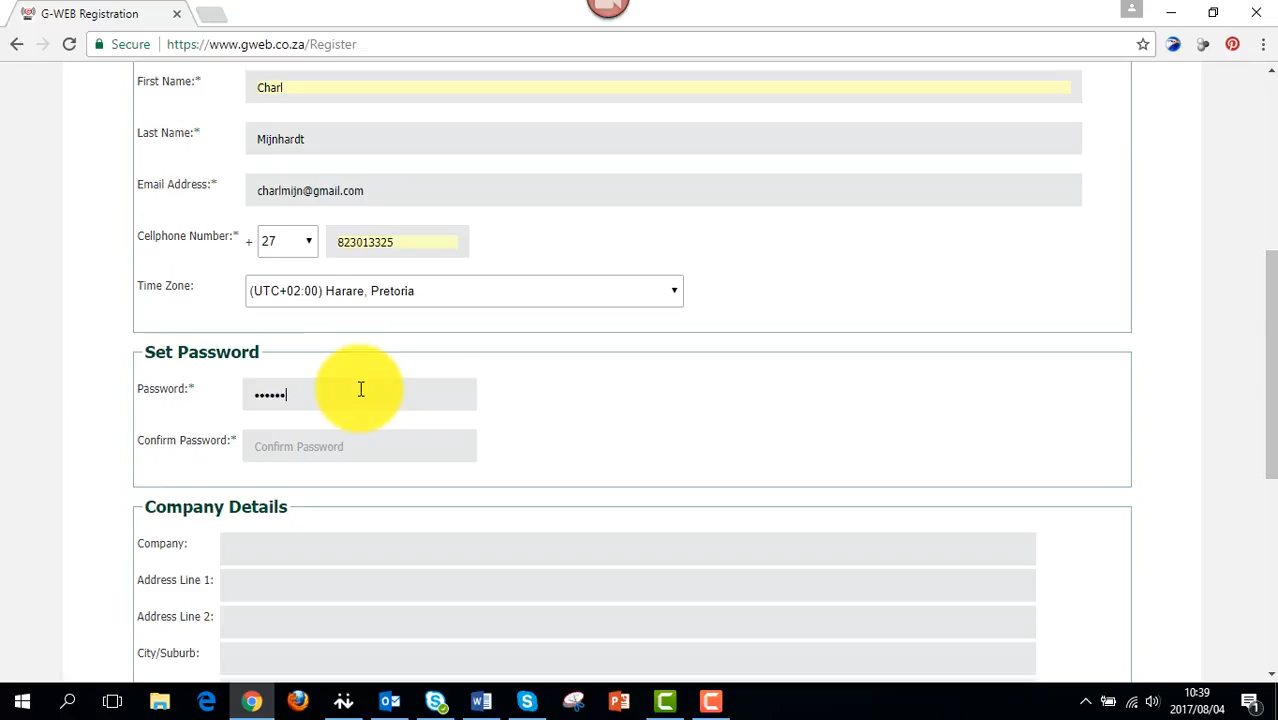 G-WEB Registration
Secure https://www.gweb.co.za/Register
First Name:* Charl
Last Name:* Mijnhardt
Email Address:* charlmijn@gmail.com
Cellphone Number:* + 27 823013325
Time Zone: (UTC+02:00) Harare, Pretoria
Set Password
Password:* ••••••
Confirm Password:* Confirm Password
Company Details
Company:
Address Line 1:
Address Line 2:
City/Suburb:
10:39
2017/08/04
1